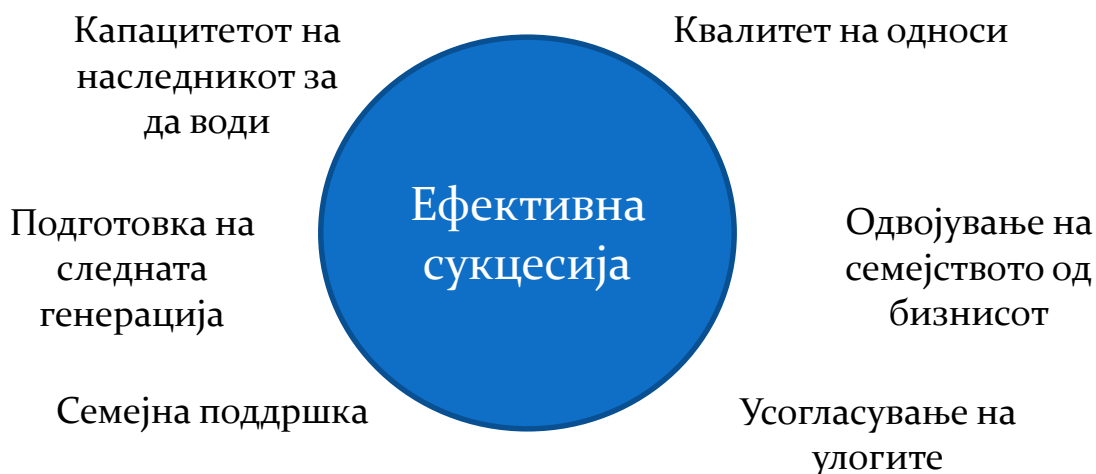 Капацитетот на
наследникот за
да води
Квалитет на односи
Подготовка на
следната
генерација
Ефективна
сукцесија
Одвојување на
семејството од
бизнисот
Семејна поддршка
Усогласување на
улогите